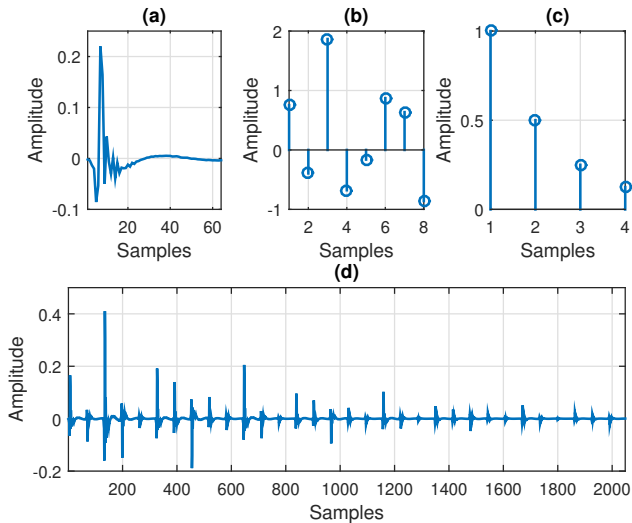 (a) (b) (c)
0.2 2 1
0.1 1 0.5
0 0
-0.1 -1 0
20 40 60 2 4 6 8 1 2 3 4
Amplitude Amplitude Amplitude
Samples Samples Samples
(d)
0.4
0.2
0
-0.2
Amplitude
200 400 600 800 1000 1200 1400 1600 1800 2000
Samples